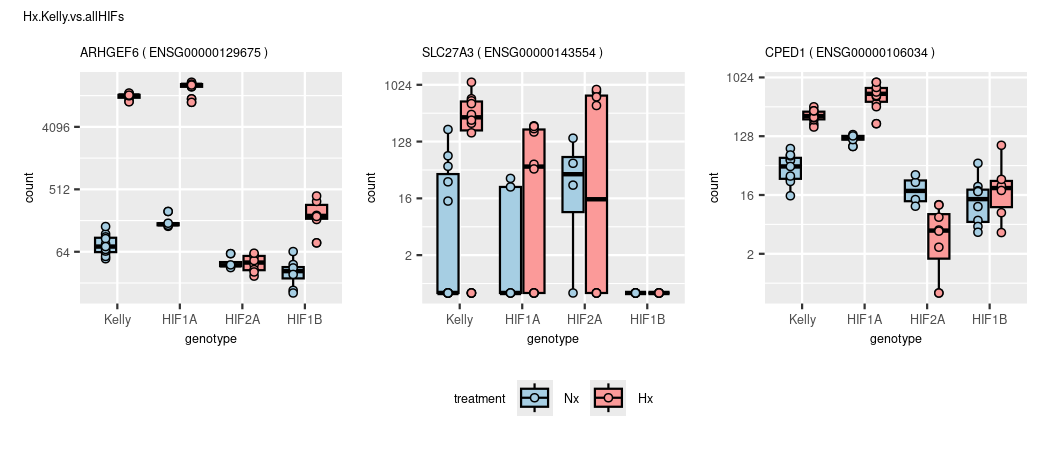 Hx.Kelly.vs.allHIFs
ARHGEF6 ( ENSG00000129675 )
4096
512
64
count
Kelly HIF1A HIF2A HIF1B
genotype
SLC27A3 ( ENSG00000143554 )
1024
128
16
2
count
Kelly HIF1A HIF2A HIF1B
genotype
CPED1 ( ENSG00000106034 )
1024
128
16
2
count
Kelly HIF1A HIF2A HIF1B
genotype
treatment Nx Hx